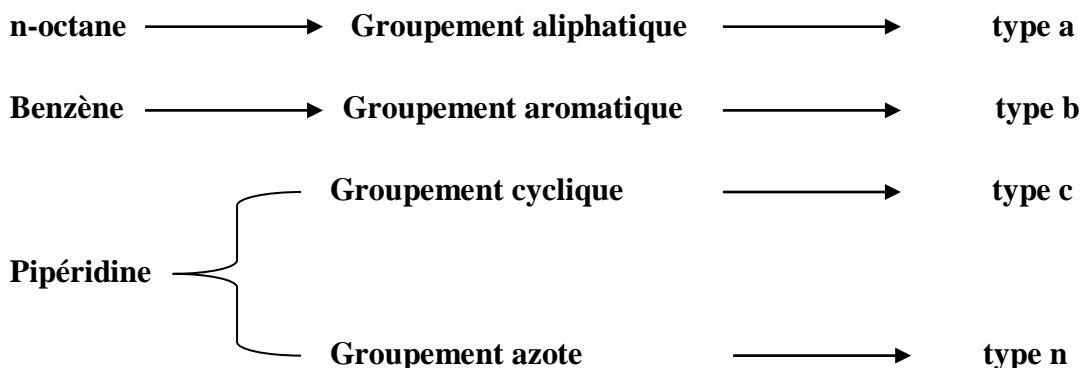 n-octane Groupement aliphatique type a
Benzène Groupement aromatique type b
Groupement cyclique type c
Pipéridine
Groupement azote type n